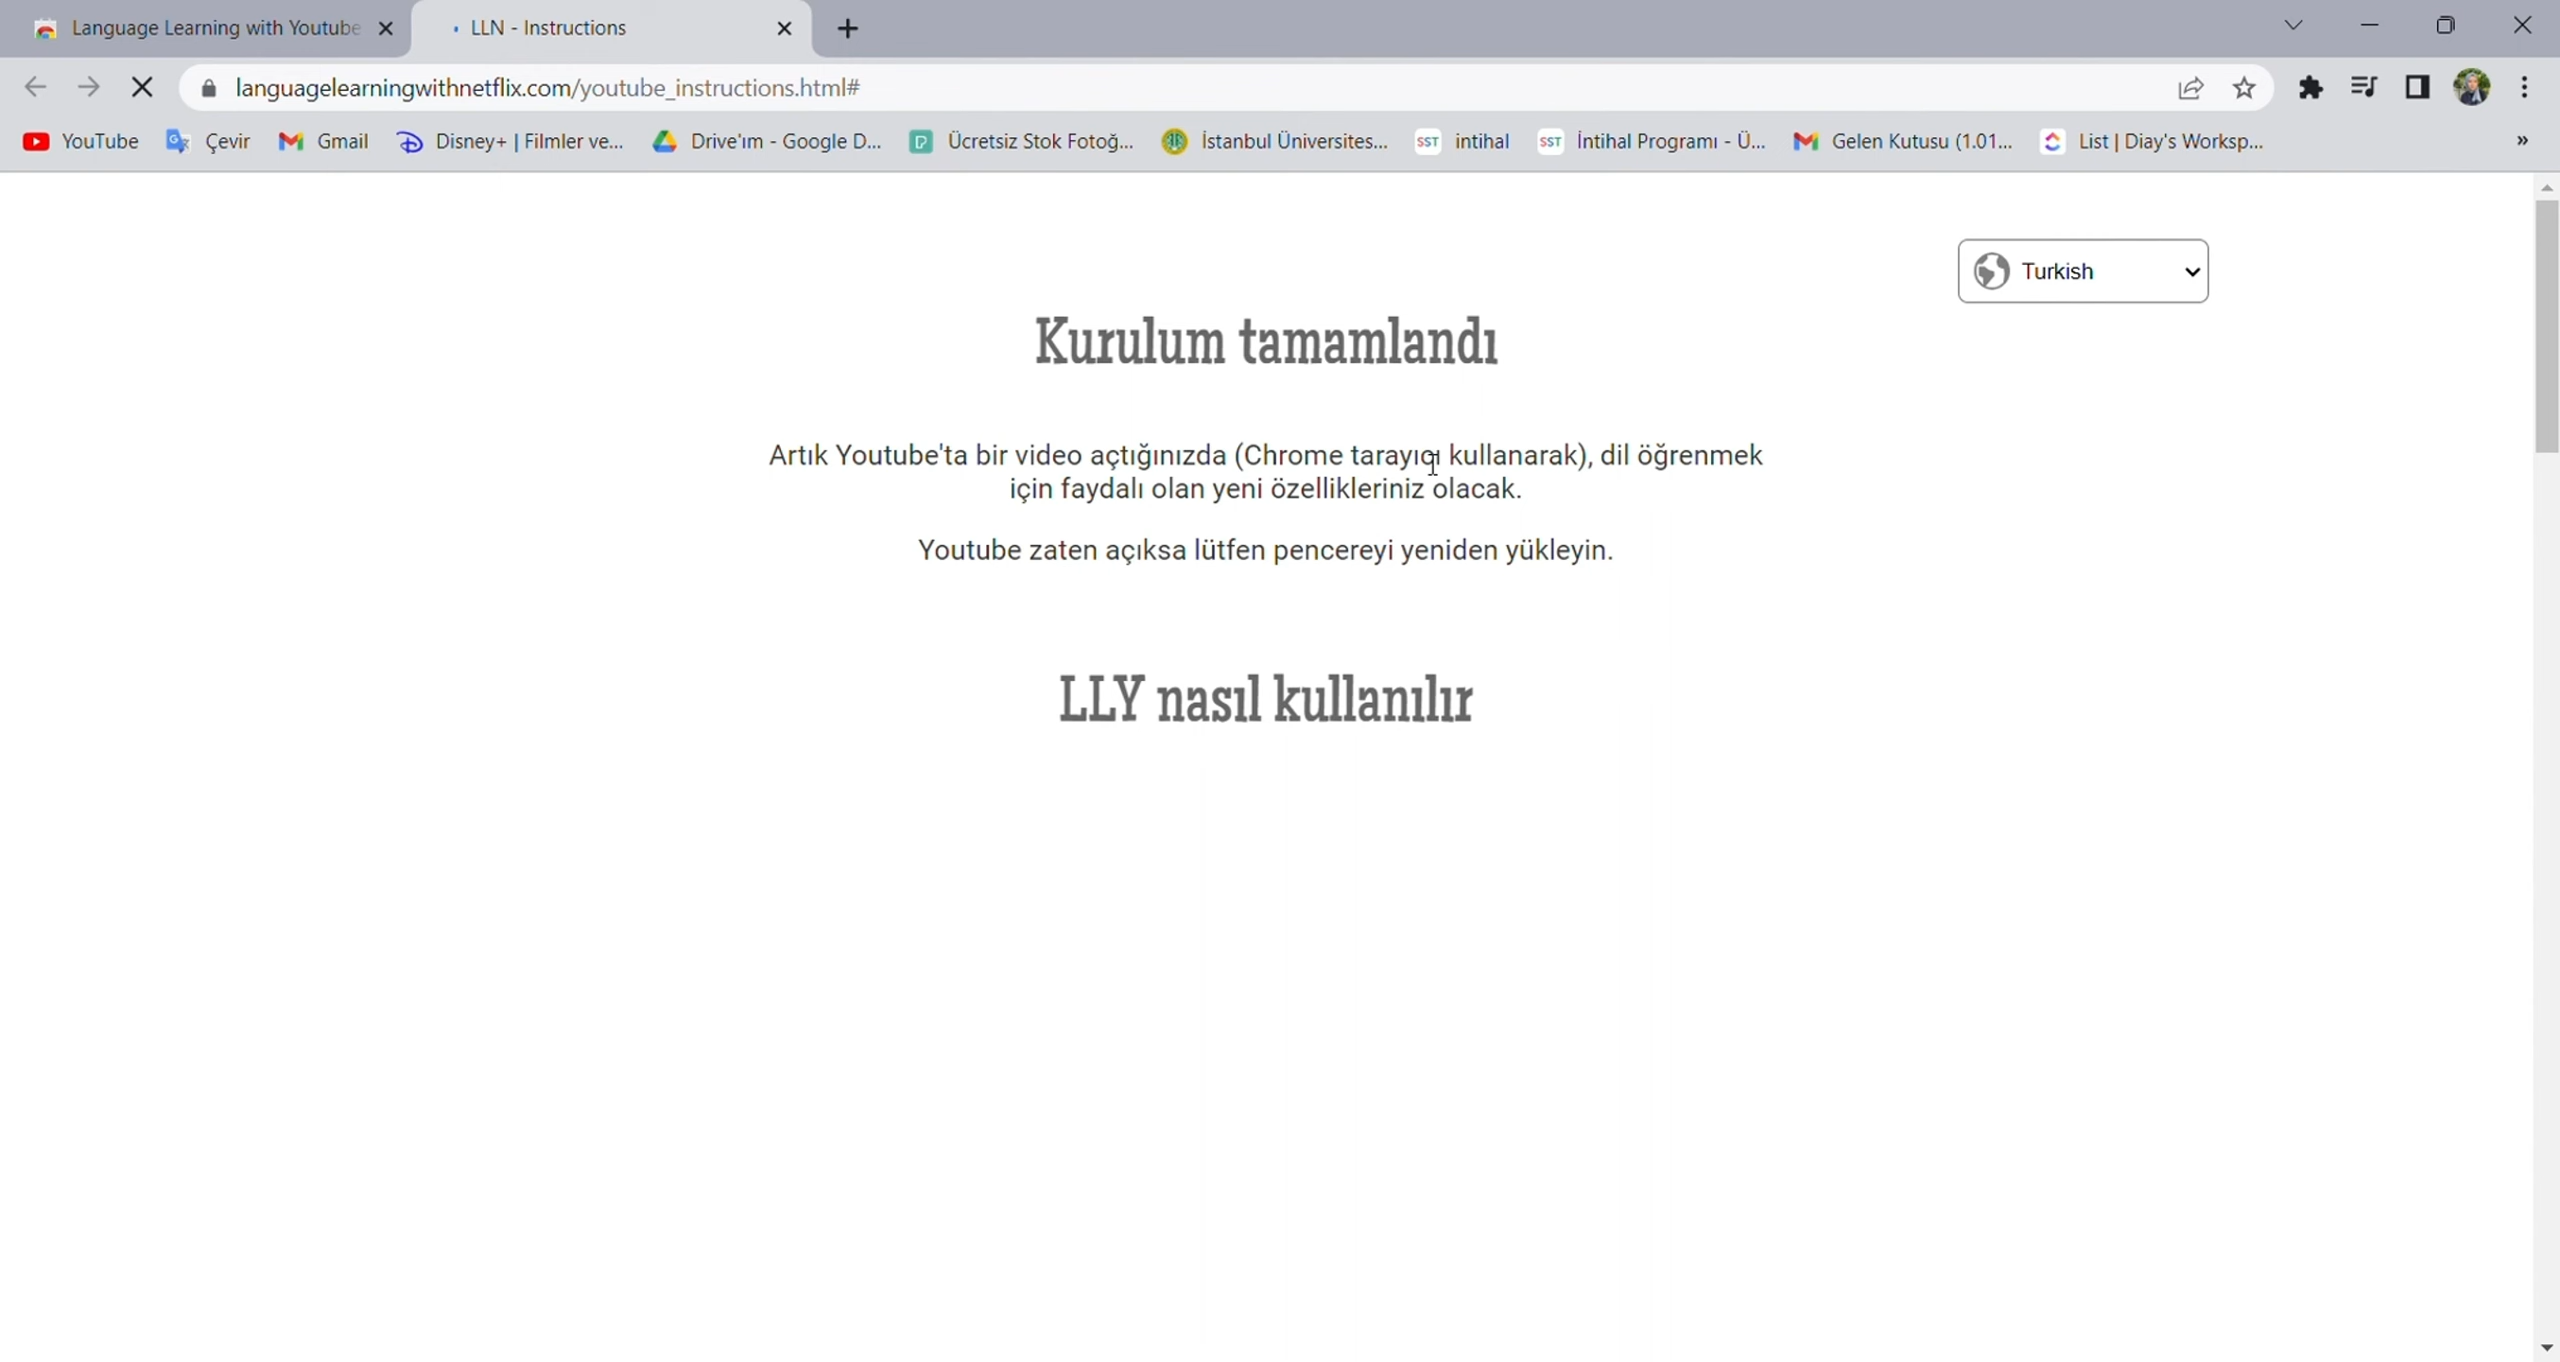 Language Learning with Youtube
LLN - Instructions
languagelearningwithnetflix.com/youtube_instructions.html#
YouTube
Çevir
Gmail
Disney+ | Filmler ve...
Drive'ım - Google D...
Ücretsiz Stok Fotoğ...
İstanbul Üniversites...
SST intihal
SST İntihal Programı - Ü...
Gelen Kutusu (1.01...
List | Diay's Worksp...
»
Turkish
Kurulum tamamlandı
Artık Youtube'ta bir video açtığınızda (Chrome tarayıcı kullanarak), dil öğrenmek
için faydalı olan yeni özellikleriniz olacak.
Youtube zaten açıksa lütfen pencereyi yeniden yükleyin.
LLY nasıl kullanılır